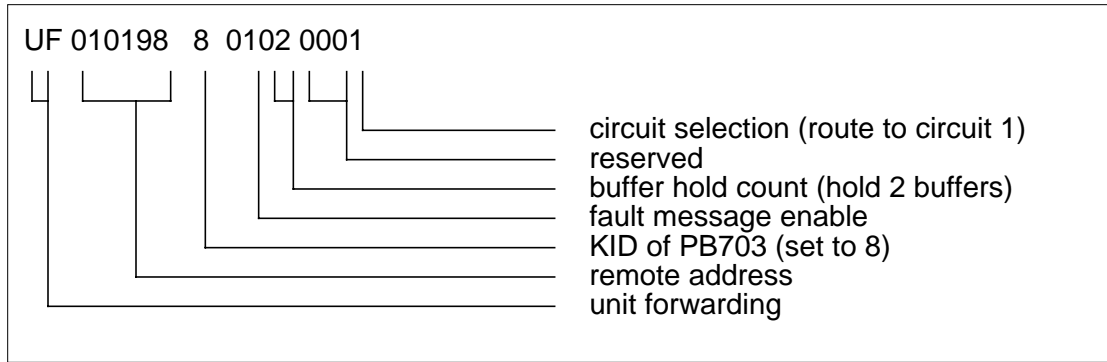 UF 010198 8 0102 0001
circuit selection (route to circuit 1)
reserved
buffer hold count (hold 2 buffers)
fault message enable
KID of PB703 (set to 8)
remote address
unit forwarding